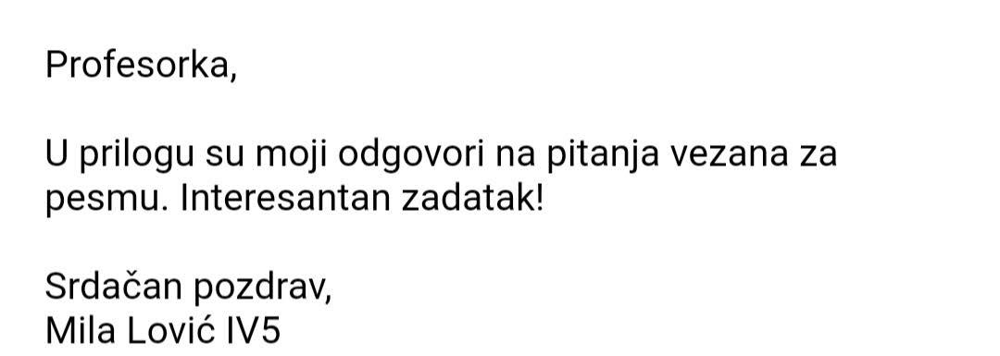 Profesorka,
U prilogu su moji odgovori na pitanja vezana za
pesmu. Interesantan zadatak!
Srdačan pozdrav,
Mila Lović IV5